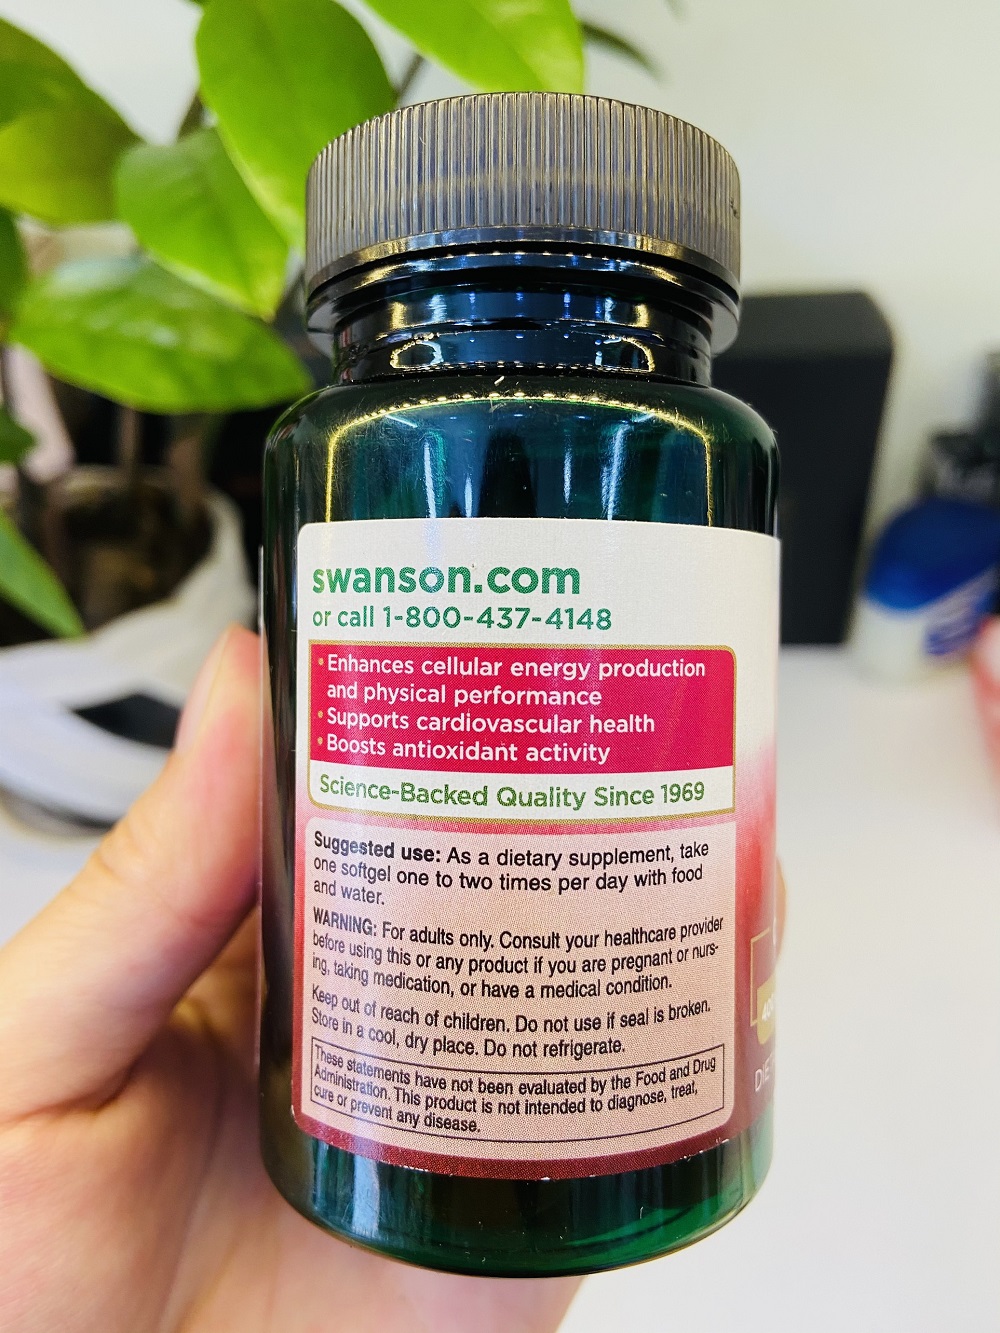 swanson.com
or call 1-800-437-4148
• Enhances cellular energy production
and physical performance
• Supports cardiovascular health
• Boosts antioxidant activity
Science-Backed Quality Since 1969
Suggested use: As a dietary supplement, take
one softgel one to two times per day with food
and water.
WARNING: For adults only. Consult your healthcare provider
before using this or any product if you are pregnant or nurs-
ing, taking medication, or have a medical condition.
Keep out of reach of children. Do not use if seal is broken.
Store in a cool, dry place. Do not refrigerate.
These statements have not been evaluated by the Food and Drug
Administration. This product is not intended to diagnose, treat,
cure or prevent any disease.